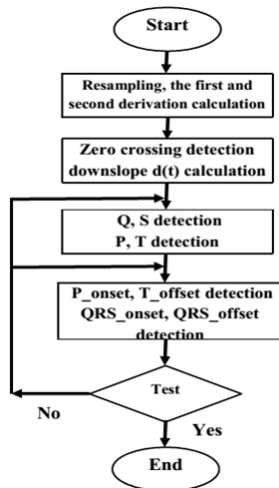 Start
Resampling, the first and
second derivation calculation
Zero crossing detection
downslope d(t) calculation
Q, S detection
P, T detection
P_onset, T_offset detection
QRS_onset, QRS_offset
detection
Test
No
Yes
End